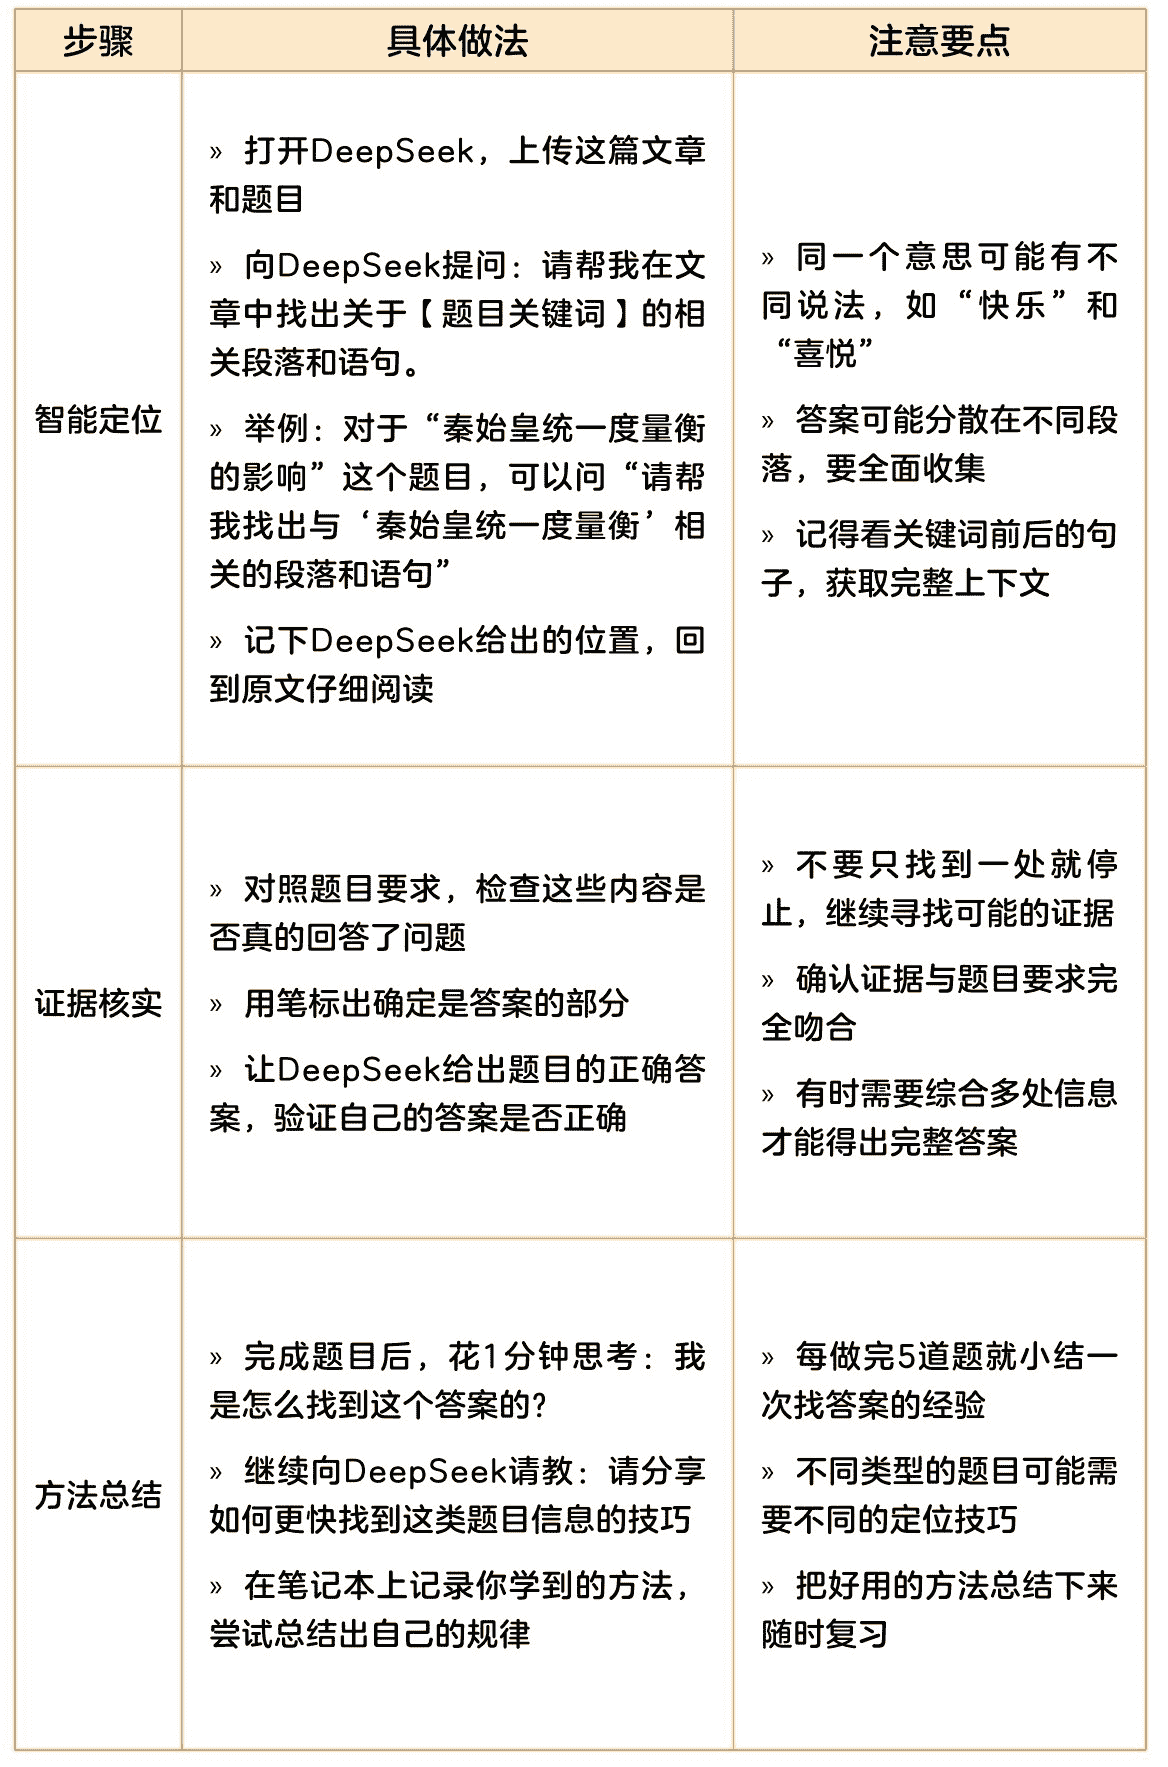 步骤
具体做法
注意要点
智能定位
» 打开DeepSeek，上传这篇文章
和题目
» 向DeepSeek提问：请帮我在文
章中找出关于【题目关键词】的相
关段落和语句。
» 举例：对于“秦始皇统一度量衡
的影响”这个题目，可以问“请帮
我找出与‘秦始皇统一度量衡’相
关的段落和语句”
» 记下DeepSeek给出的位置，回
到原文仔细阅读
» 同一个意思可能有不
同说法，如“快乐”和
“喜悦”
» 答案可能分散在不同段
落，要全面收集
» 记得看关键词前后的句
子，获取完整上下文
证据核实
» 对照题目要求，检查这些内容是
否真的回答了问题
» 用笔标出确定是答案的部分
» 让DeepSeek给出题目的正确答
案，验证自己的答案是否正确
» 不要只找到一处就停
止，继续寻找可能的证据
» 确认证据与题目要求完
全吻合
» 有时需要综合多处信息
才能得出完整答案
方法总结
» 完成题目后，花1分钟思考：我
是怎么找到这个答案的?
» 继续向DeepSeek请教：请分享
如何更快找到这类题目信息的技巧
» 在笔记本上记录你学到的方法，
尝试总结出自己的规律
» 每做完5道题就小结一
次找答案的经验
» 不同类型的题目可能需
要不同的定位技巧
» 把好用的方法总结下来
随时复习